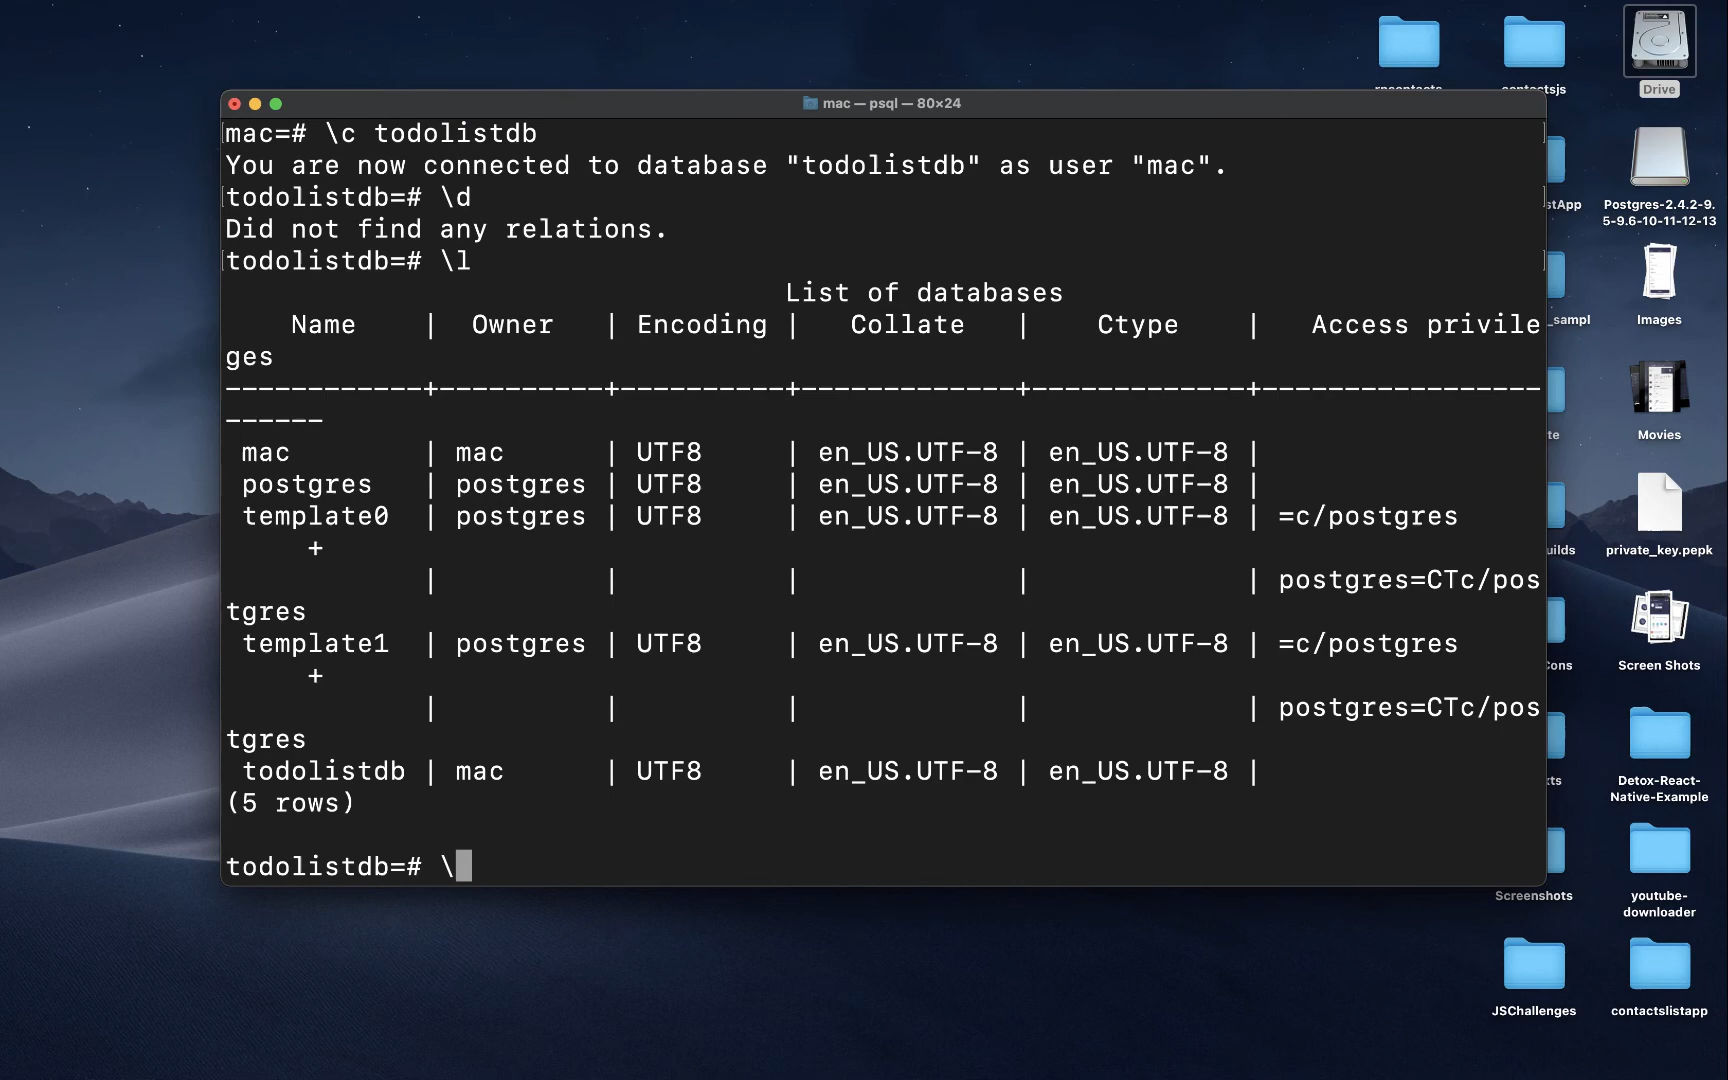 mac — psql — 80×24
mac=# \c todolistdb
You are now connected to database "todolistdb" as user "mac".
todolistdb=# \d
Did not find any relations.
todolistdb=# \l
                                  List of databases
    Name    |  Owner   | Encoding |   Collate   |    Ctype    |   Access privile
ges
------------+----------+----------+-------------+-------------+-----------------
------
 mac        | mac      | UTF8     | en_US.UTF-8 | en_US.UTF-8 |
 postgres   | postgres | UTF8     | en_US.UTF-8 | en_US.UTF-8 |
 template0  | postgres | UTF8     | en_US.UTF-8 | en_US.UTF-8 | =c/postgres
     +
            |          |          |             |             | postgres=CTc/pos
tgres
 template1  | postgres | UTF8     | en_US.UTF-8 | en_US.UTF-8 | =c/postgres
     +
            |          |          |             |             | postgres=CTc/pos
tgres
 todolistdb | mac      | UTF8     | en_US.UTF-8 | en_US.UTF-8 |
(5 rows)
todolistdb=# \
Drive
stApp
Postgres-2.4.2-9.
5-9.6-10-11-12-13
_sampl
Images
te
Movies
uilds
private_key.pepk
Cons
Screen Shots
Detox-React-
Native-Example
Screenshots
youtube-
downloader
JSChallenges
contactslistapp